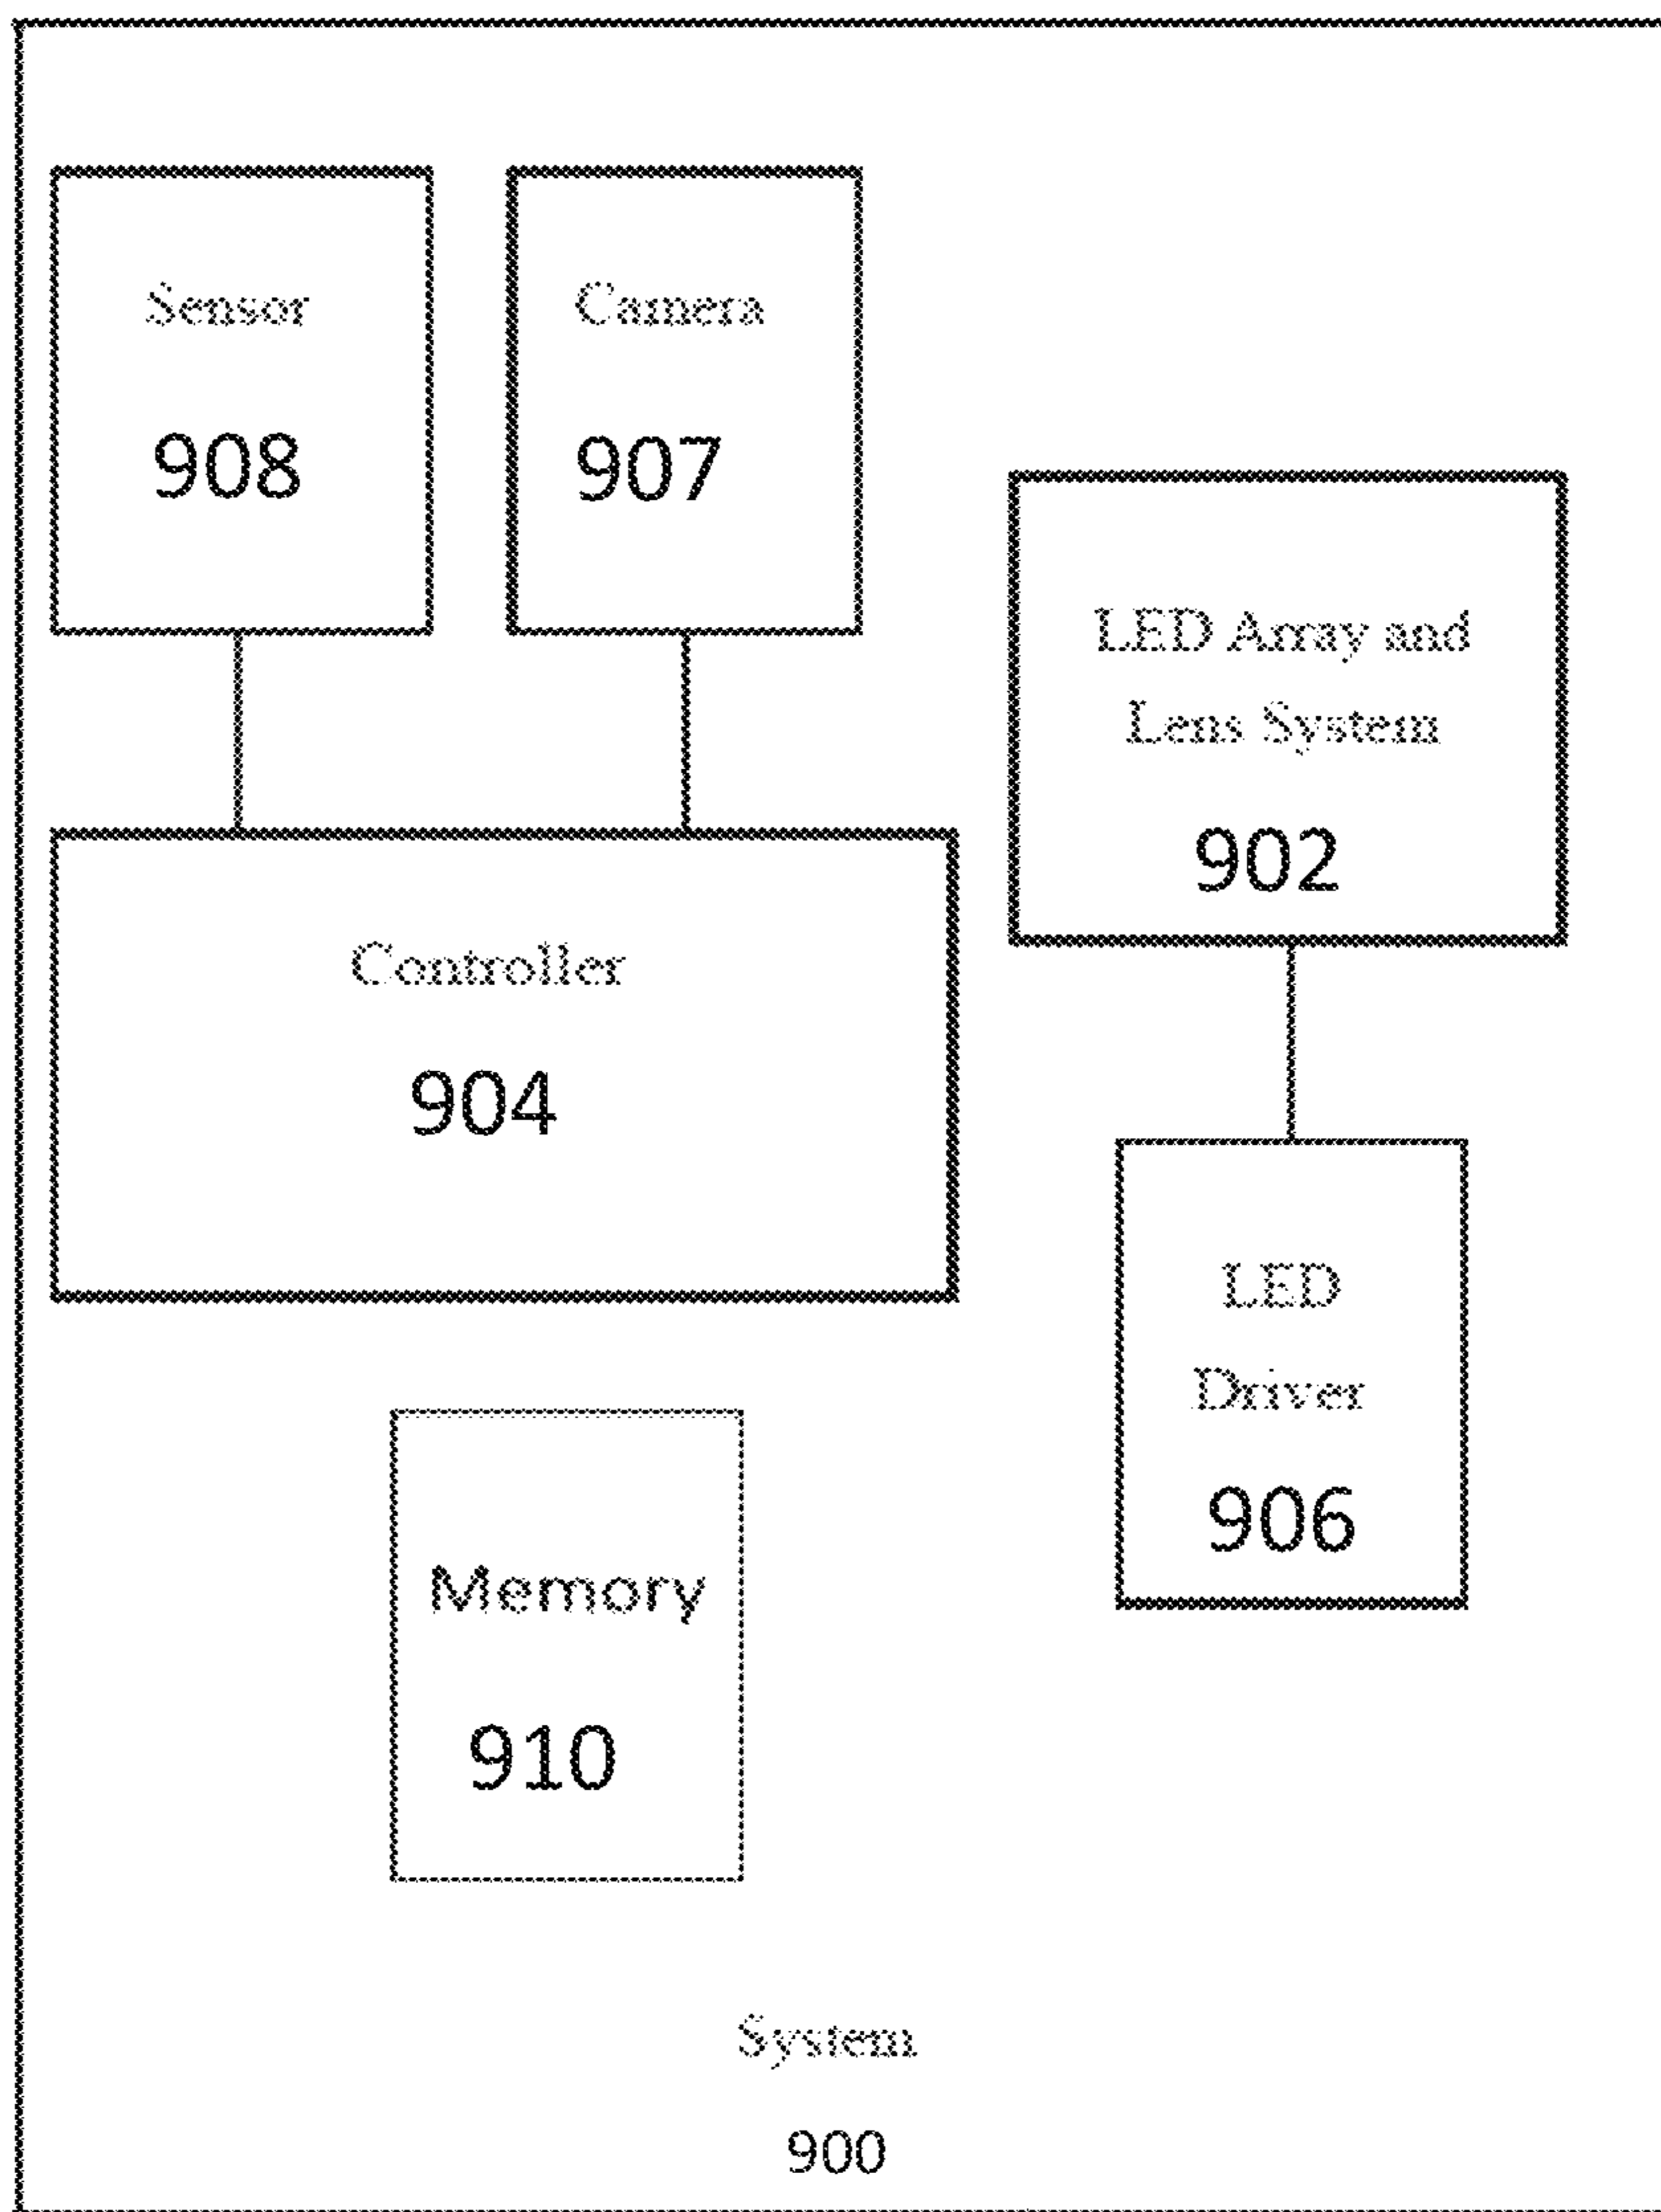 Sensor
908
Camera
907
LED Array and
Lens System
902
Controller
904
LED
Driver
906
Memory
910
System
900